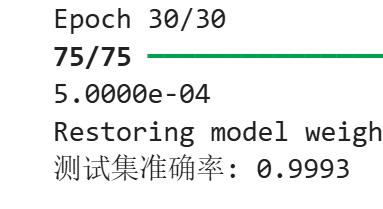 Epoch 30/30
75/75
5.0000e-04
Restoring model weigh
测试集准确率: 0.9993